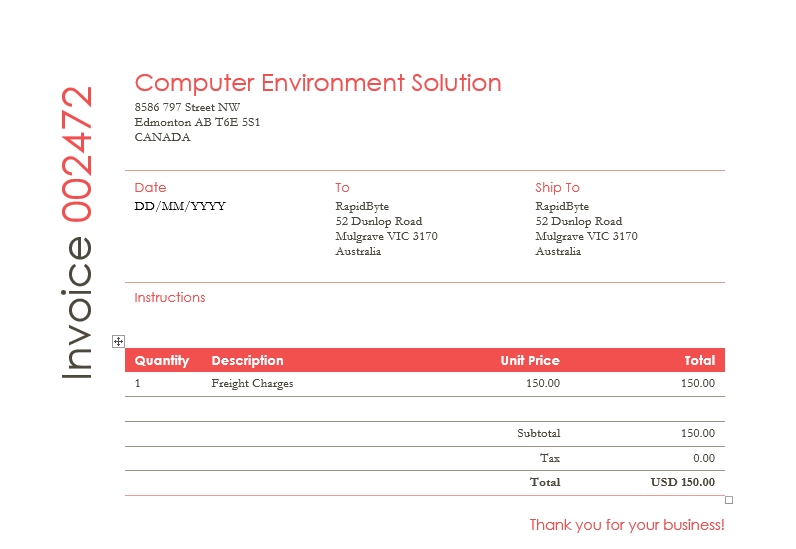 Invoice 002472
Computer Environment Solution
8586 797 Street NW
Edmonton AB T6E 5S1
CANADA
Date To Ship To
DD/MM/YYYY RapidByte RapidByte
52 Dunlop Road 52 Dunlop Road
Mulgrave VIC 3170 Mulgrave VIC 3170
Australia Australia
Instructions
Quantity Description Unit Price Total
1 Freight Charges 150.00 150.00
Subtotal 150.00
Tax 0.00
Total USD 150.00
Thank you for your business!